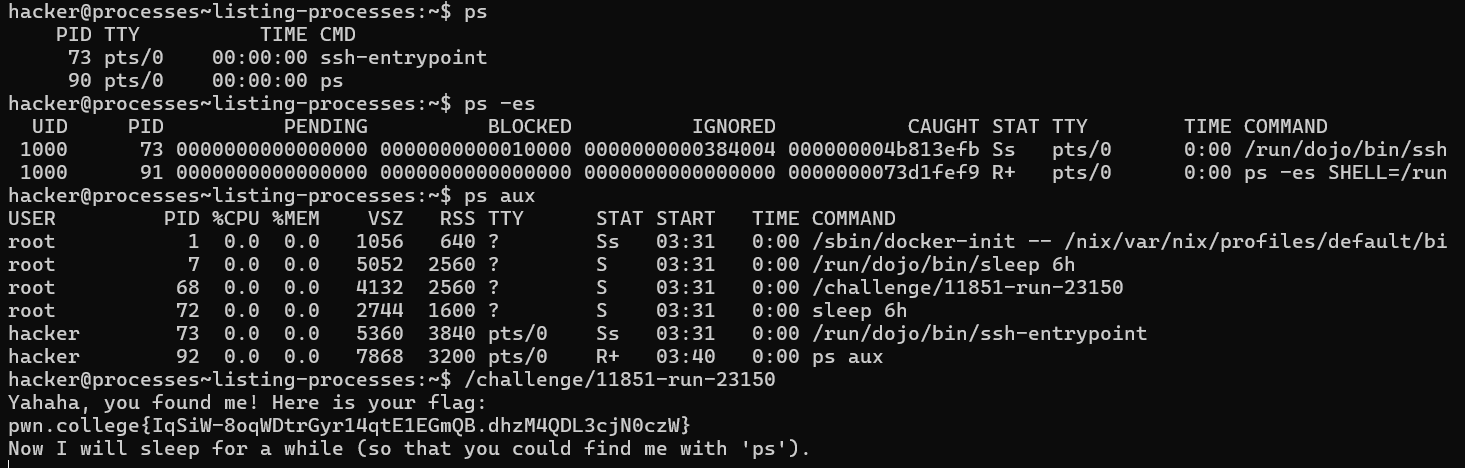 hacker@processes~listing-processes:~$ ps
    PID TTY          TIME CMD
     73 pts/0    00:00:00 ssh-entrypoint
     90 pts/0    00:00:00 ps
hacker@processes~listing-processes:~$ ps -es
  UID     PID          PENDING          BLOCKED          IGNORED           CAUGHT STAT TTY        TIME COMMAND
 1000      73 0000000000000000 0000000000010000 0000000000384004 000000004b813efb Ss   pts/0      0:00 /run/dojo/bin/ssh
 1000      91 0000000000000000 0000000000000000 0000000000000000 0000000073d1fef9 R+   pts/0      0:00 ps -es SHELL=/run
hacker@processes~listing-processes:~$ ps aux
USER         PID %CPU %MEM    VSZ   RSS TTY      STAT START   TIME COMMAND
root           1  0.0  0.0   1056   640 ?        Ss   03:31   0:00 /sbin/docker-init -- /nix/var/nix/profiles/default/bi
root           7  0.0  0.0   5052  2560 ?        S    03:31   0:00 /run/dojo/bin/sleep 6h
root          68  0.0  0.0   4132  2560 ?        S    03:31   0:00 /challenge/11851-run-23150
root          72  0.0  0.0   2744  1600 ?        S    03:31   0:00 sleep 6h
hacker        73  0.0  0.0   5360  3840 pts/0    Ss   03:31   0:00 /run/dojo/bin/ssh-entrypoint
hacker        92  0.0  0.0   7868  3200 pts/0    R+   03:40   0:00 ps aux
hacker@processes~listing-processes:~$ /challenge/11851-run-23150
Yahaha, you found me! Here is your flag:
pwn.college{IqSiW-8oqWDtrGyr14qtE1EGmQB.dhzM4QDL3cjN0czW}
Now I will sleep for a while (so that you could find me with 'ps').